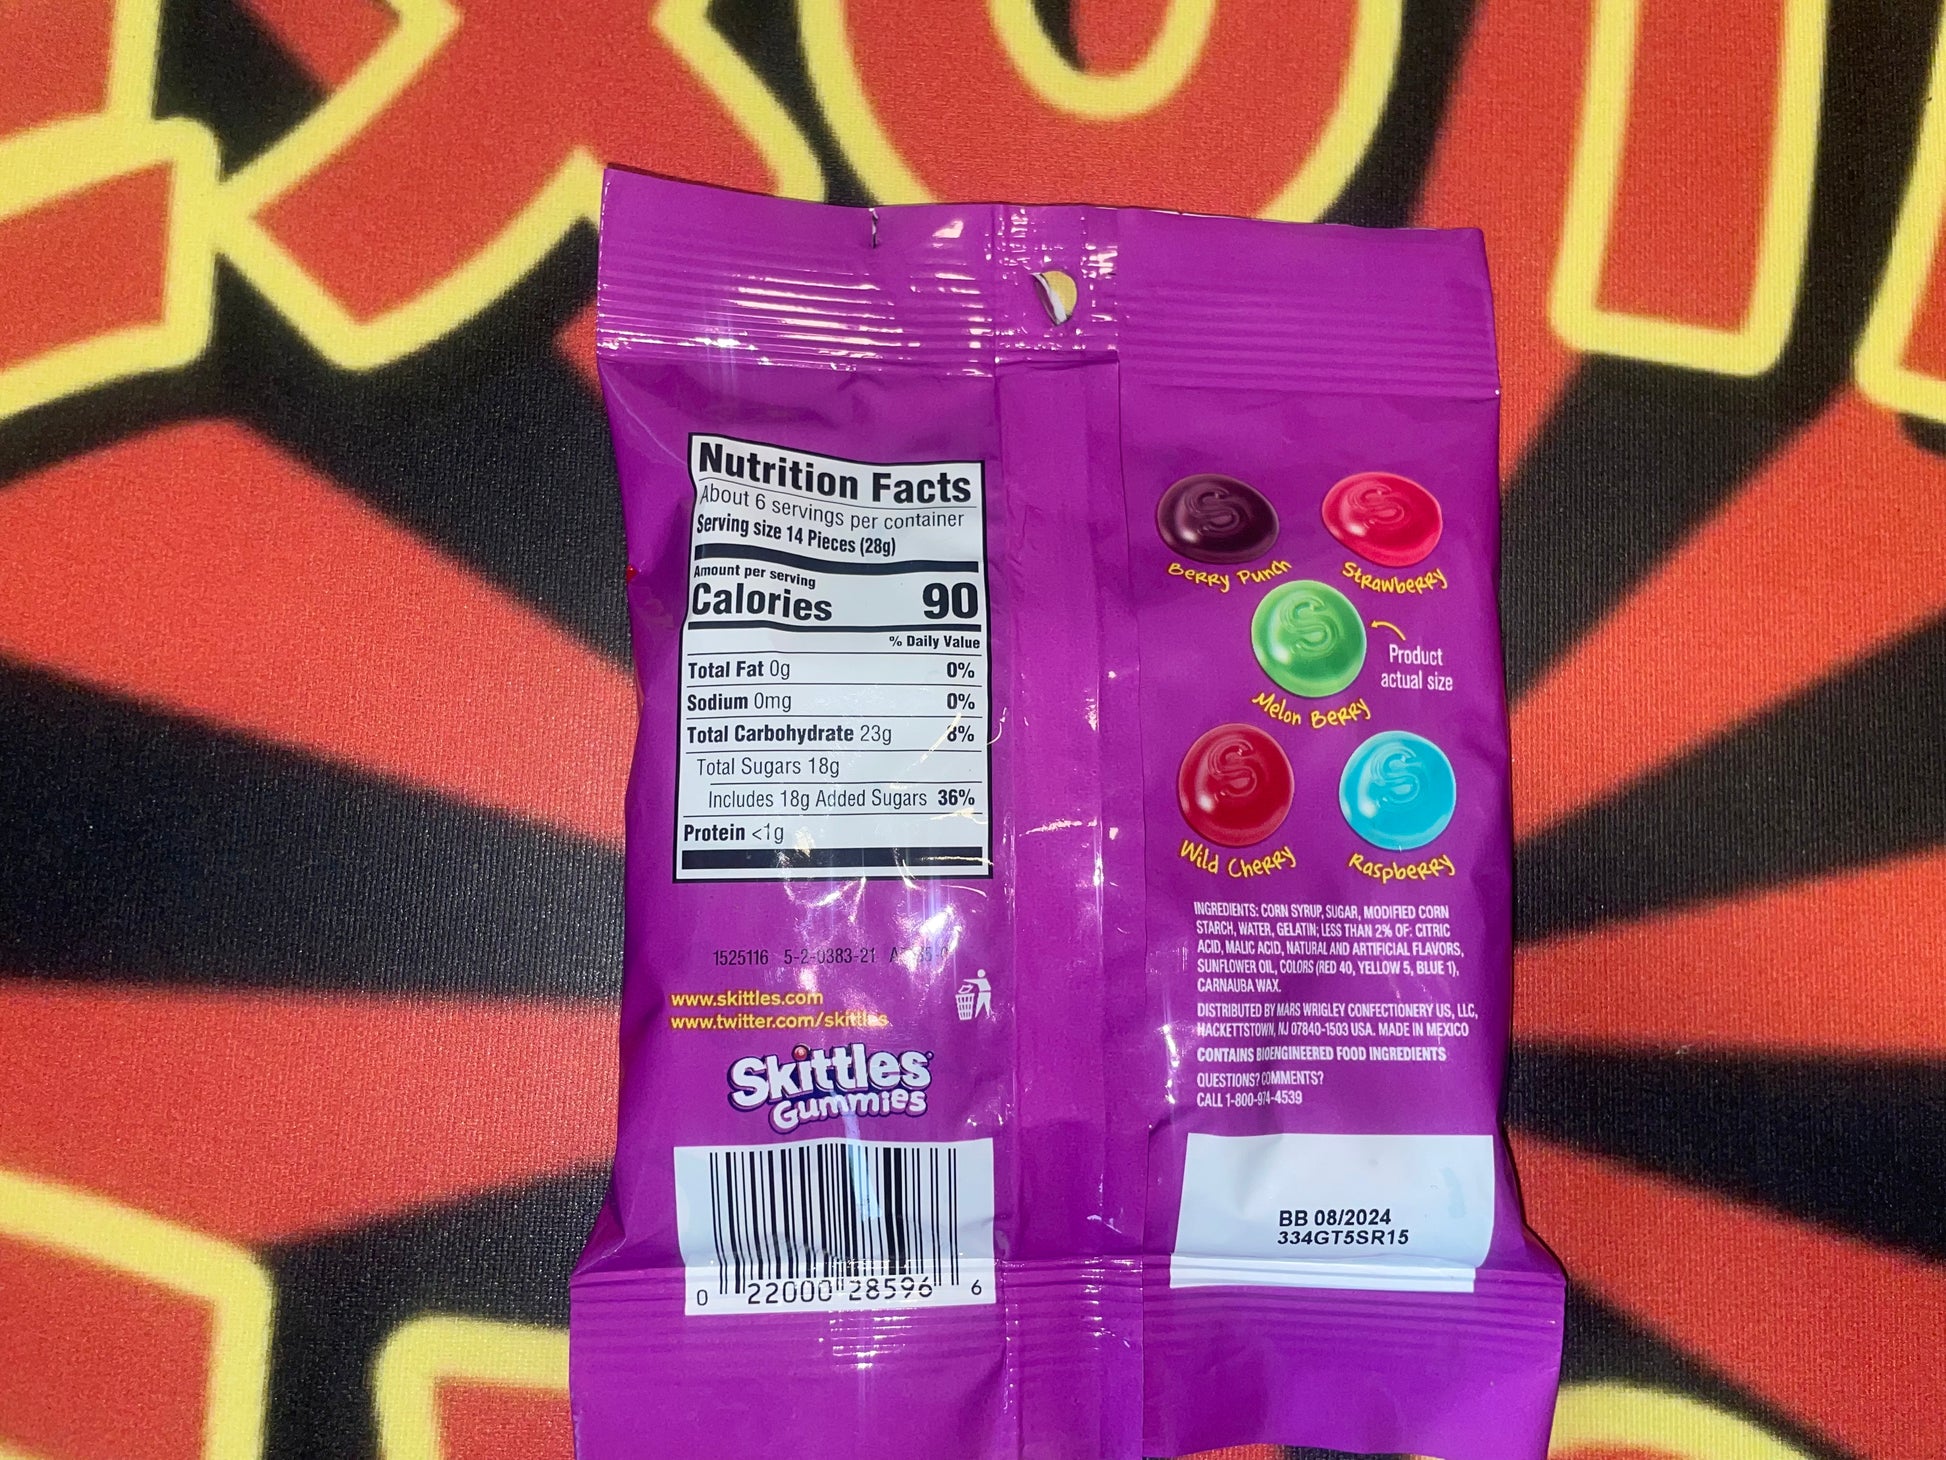 Nutrition Facts
About 6 servings per container
Serving size 14 Pieces (28g)
Amount per serving
Calories 90
% Daily Value
Total Fat 0g 0%
Sodium 0mg 0%
Total Carbohydrate 23g 8%
Total Sugars 18g
Includes 18g Added Sugars 36%
Protein <1g
1525116 5-2-0383-21
www.skittles.com
www.twitter.com/skittles
Skittles
Gummies
0 22000 28596 6
S
S
Berry Punch
Strawberry
S
Product
actual size
Melon Berry
S
S
Wild Cherry
Raspberry
INGREDIENTS: CORN SYRUP, SUGAR, MODIFIED CORN
STARCH, WATER, GELATIN; LESS THAN 2% OF: CITRIC
ACID, MALIC ACID, NATURAL AND ARTIFICIAL FLAVORS,
SUNFLOWER OIL, COLORS (RED 40, YELLOW 5, BLUE 1),
CARNAUBA WAX.
DISTRIBUTED BY MARS WRIGLEY CONFECTIONERY US, LLC,
HACKETTSTOWN, NJ 07840-1503 USA. MADE IN MEXICO
CONTAINS BIOENGINEERED FOOD INGREDIENTS
QUESTIONS? COMMENTS?
CALL 1-800-974-4539
BB 08/2024
334GT5SR15